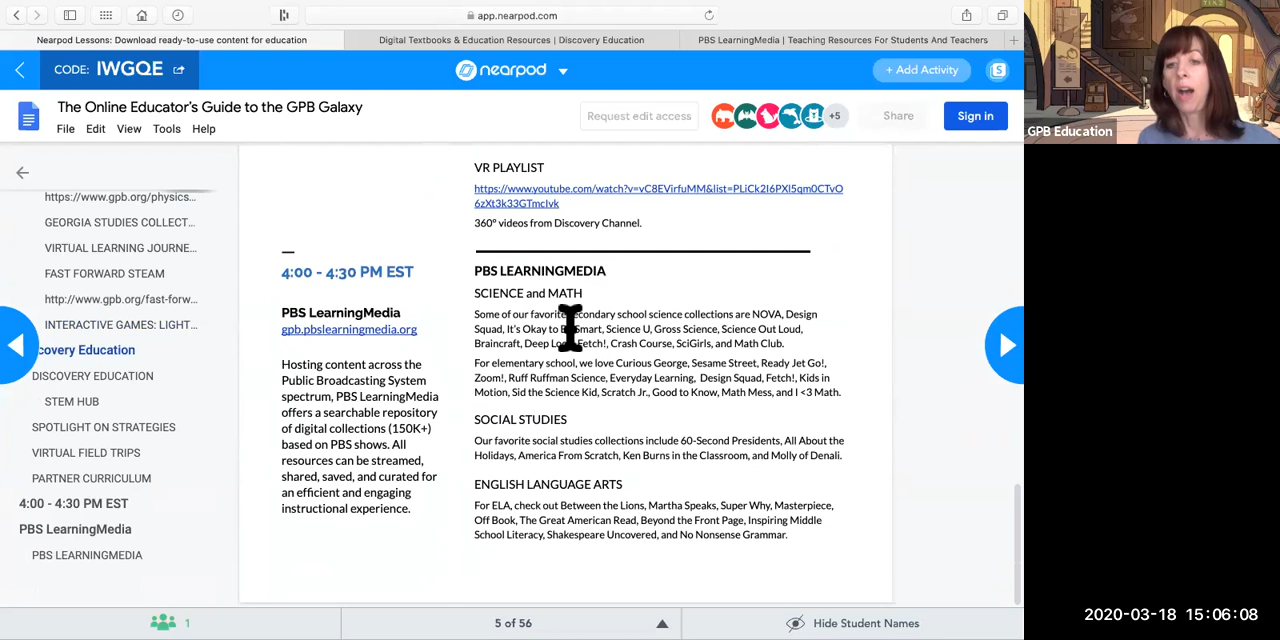 app.nearpod.com
Nearpod Lessons: Download ready-to-use content for education
Digital Textbooks & Education Resources | Discovery Education
PBS LearningMedia | Teaching Resources For Students And Teachers
CODE: IWGQE
nearpod
+ Add Activity
S
The Online Educator's Guide to the GPB Galaxy
File Edit View Tools Help
Request edit access
+5
Share
Sign in
GPB Education
https://www.gpb.org/physics...
GEORGIA STUDIES COLLECT...
VIRTUAL LEARNING JOURNE...
FAST FORWARD STEAM
http://www.gpb.org/fast-forw...
INTERACTIVE GAMES: LIGHT...
covery Education
DISCOVERY EDUCATION
STEM HUB
SPOTLIGHT ON STRATEGIES
VIRTUAL FIELD TRIPS
PARTNER CURRICULUM
4:00 - 4:30 PM EST
PBS LearningMedia
PBS LEARNINGMEDIA
4:00 - 4:30 PM EST
PBS LearningMedia
gpb.pbslearningmedia.org
Hosting content across the
Public Broadcasting System
spectrum, PBS LearningMedia
offers a searchable repository
of digital collections (150K+)
based on PBS shows. All
resources can be streamed,
shared, saved, and curated for
an efficient and engaging
instructional experience.
VR PLAYLIST
https://www.youtube.com/watch?v=vC8EVirfuMM&list=PLiCk2I6PXl5qm0CTvO
6zXt3k33GTmcIvk
360° videos from Discovery Channel.
PBS LEARNINGMEDIA
SCIENCE and MATH
Some of our favorite secondary school science collections are NOVA, Design
Squad, It's Okay to Be Smart, Science U, Gross Science, Science Out Loud,
Braincraft, Deep Look, Fetch!, Crash Course, SciGirls, and Math Club.
For elementary school, we love Curious George, Sesame Street, Ready Jet Go!,
Zoom!, Ruff Ruffman Science, Everyday Learning, Design Squad, Fetch!, Kids in
Motion, Sid the Science Kid, Scratch Jr., Good to Know, Math Mess, and I <3 Math.
SOCIAL STUDIES
Our favorite social studies collections include 60-Second Presidents, All About the
Holidays, America From Scratch, Ken Burns in the Classroom, and Molly of Denali.
ENGLISH LANGUAGE ARTS
For ELA, check out Between the Lions, Martha Speaks, Super Why, Masterpiece,
Off Book, The Great American Read, Beyond the Front Page, Inspiring Middle
School Literacy, Shakespeare Uncovered, and No Nonsense Grammar.
1
5 of 56
Hide Student Names
2020-03-18 15:06:08